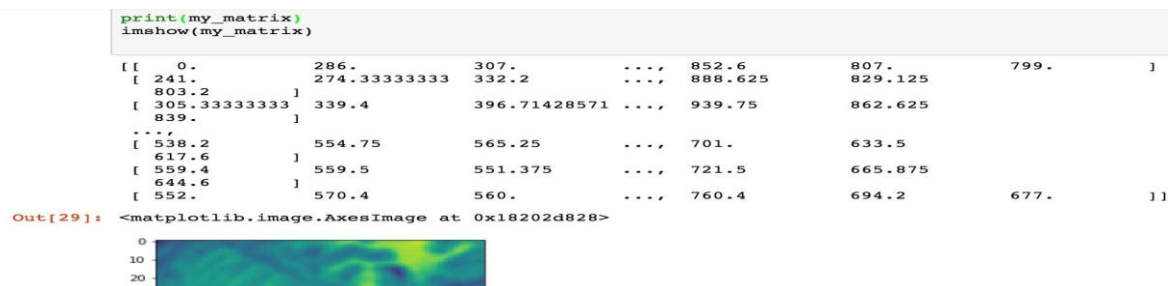 print(my_matrix)
imshow(my_matrix)
[[ 0. 286. 307. ..., 852.6 807. 799. ]
[ 241. 274.33333333 332.2 ..., 888.625 829.125
803.2 ]
[ 305.33333333 339.4 396.71428571 ..., 939.75 862.625
839. ]
...,
[ 538.2 554.75 565.25 ..., 701. 633.5
617.6 ]
[ 559.4 559.5 551.375 ..., 721.5 665.875
644.6 ]
[ 552. 570.4 560. ..., 760.4 694.2 677. ]]
Out[29]: <matplotlib.image.AxesImage at 0x18202d828>
0
10
20